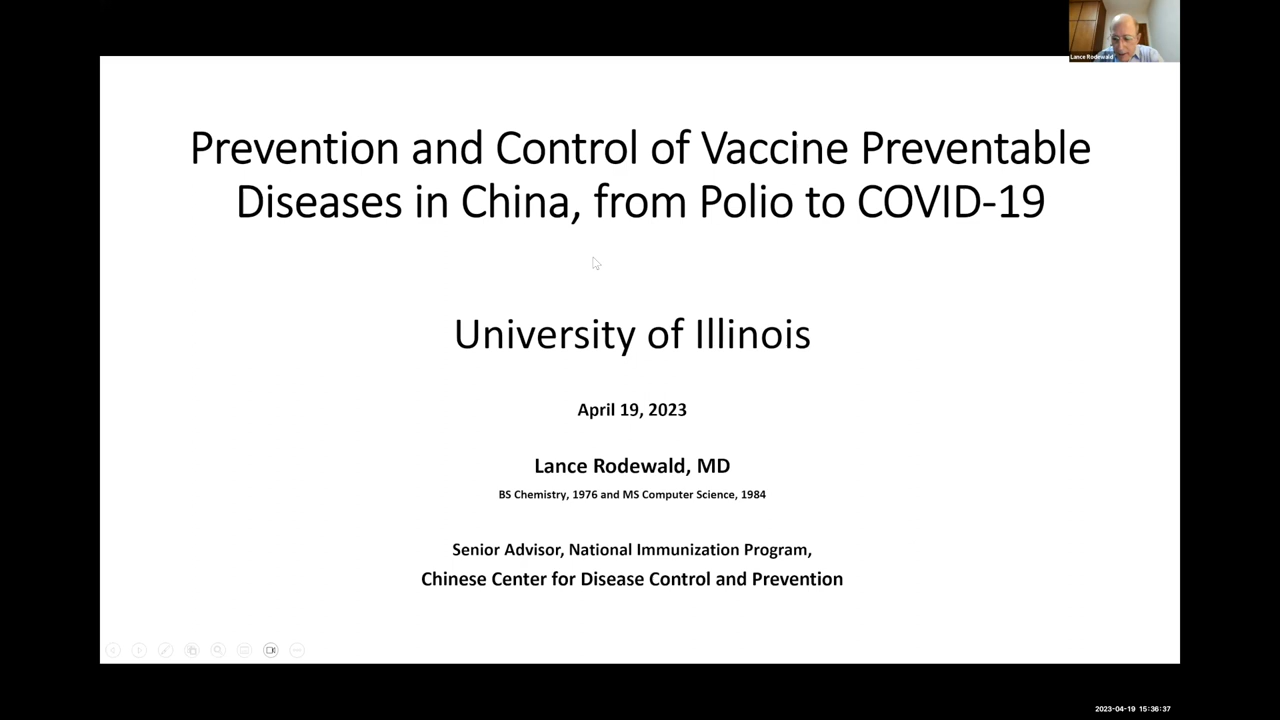 Lance Rodewald
Prevention and Control of Vaccine Preventable
Diseases in China, from Polio to COVID-19
University of Illinois
April 19, 2023
Lance Rodewald, MD
BS Chemistry, 1976 and MS Computer Science, 1984
Senior Advisor, National Immunization Program,
Chinese Center for Disease Control and Prevention
2023-04-19 15:36:37